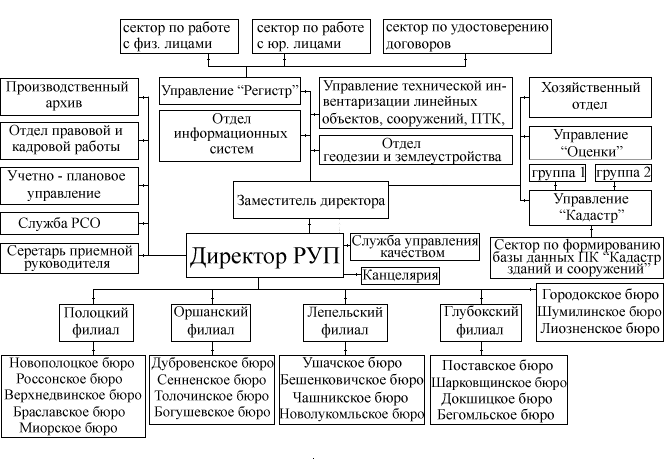 сектор по работе
с физ. лицами
сектор по работе
с юр. лицами
сектор по удостоверению
договоров
Производственный
архив
Управление “Регистр”
Управление технической ин-
вентаризации линейных
объектов, сооружений, ПТК,
Хозяйственный
отдел
Отдел правовой и
кадровой работы
Отдел
информационных
систем
Отдел
геодезии и землеустройства
Управление
“Оценки”
группа 1
группа 2
Учетно - плановое
управление
Заместитель директора
Управление
“Кадастр”
Служба РСО
Серетарь приемной
руководителя
Директор РУП
Служба управления
качеством
Канцелярия
Сектор по формированию
базы данных ПК “Кадастр
зданий и сооружений”
Полоцкий
филиал
Оршанский
филиал
Лепельский
филиал
Глубокский
филиал
Городокское бюро
Шумилинское бюро
Лиозненское бюро
Новополоцкое бюро
Россонское бюро
Верхнедвинское бюро
Браславское бюро
Миорское бюро
Дубровенское бюро
Сенненское бюро
Толочинское бюро
Богушевское бюро
Ушачское бюро
Бешенковичское бюро
Чашникское бюро
Новолукомльское бюро
Поставское бюро
Шарковщинское бюро
Докшицкое бюро
Бегомльское бюро